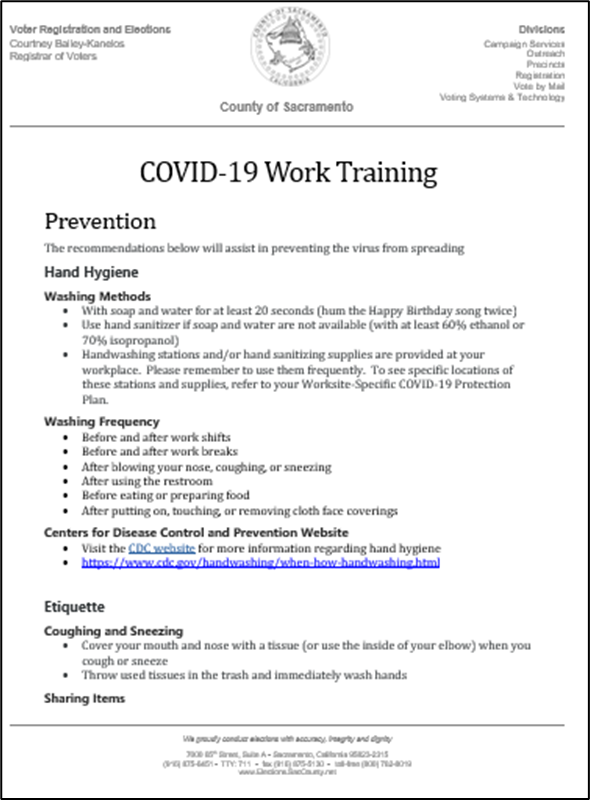 Voter Registration and Elections
Courtney Bailey-Kanelos
Registrar of Voters
COUNTY OF SACRAMENTO
CALIFORNIA
County of Sacramento
Divisions
Campaign Services
Outreach
Precincts
Registration
Vote by Mail
Voting Systems & Technology
COVID-19 Work Training
Prevention
The recommendations below will assist in preventing the virus from spreading
Hand Hygiene
Washing Methods
• With soap and water for at least 20 seconds (hum the Happy Birthday song twice)
• Use hand sanitizer if soap and water are not available (with at least 60% ethanol or
70% isopropanol)
• Handwashing stations and/or hand sanitizing supplies are provided at your
workplace. Please remember to use them frequently. To see specific locations of
these stations and supplies, refer to your Worksite-Specific COVID-19 Protection
Plan.
Washing Frequency
• Before and after work shifts
• Before and after work breaks
• After blowing your nose, coughing, or sneezing
• After using the restroom
• Before eating or preparing food
• After putting on, touching, or removing cloth face coverings
Centers for Disease Control and Prevention Website
• Visit the CDC website for more information regarding hand hygiene
• https://www.cdc.gov/handwashing/when-how-handwashing.html
Etiquette
Coughing and Sneezing
• Cover your mouth and nose with a tissue (or use the inside of your elbow) when you
cough or sneeze
• Throw used tissues in the trash and immediately wash hands
Sharing Items
We proudly conduct elections with accuracy, integrity and dignity
7000 65th Street, Suite A • Sacramento, California 95823-2315
(916) 875-6451 • TTY: 711 • fax (916) 875-5130 • toll-free (800) 762-8019
www.Elections.SacCounty.net